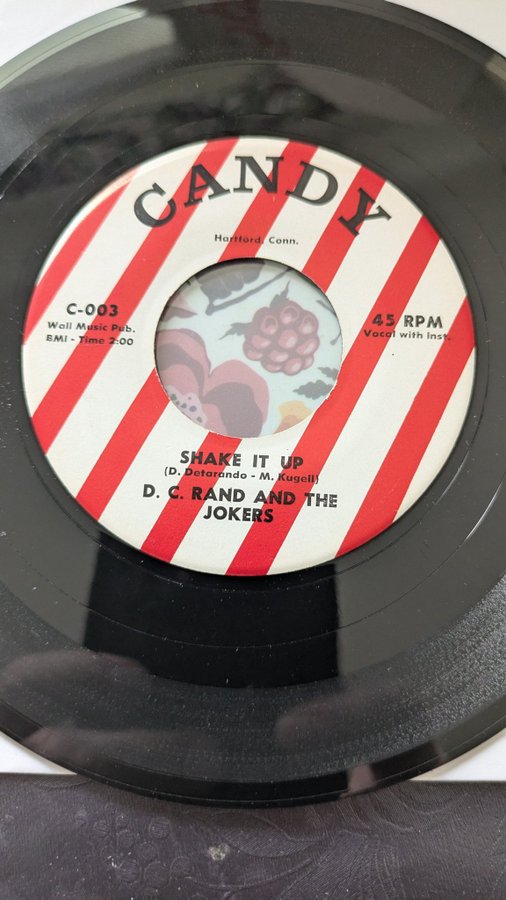 CANDY
Hartford, Conn.
C-003
Wall Music Pub.
BMI - Time 2:00
45 RPM
Vocal with Inst.
SHAKE IT UP
(D. Detarando - M. Kugell)
D. C. RAND AND THE
JOKERS